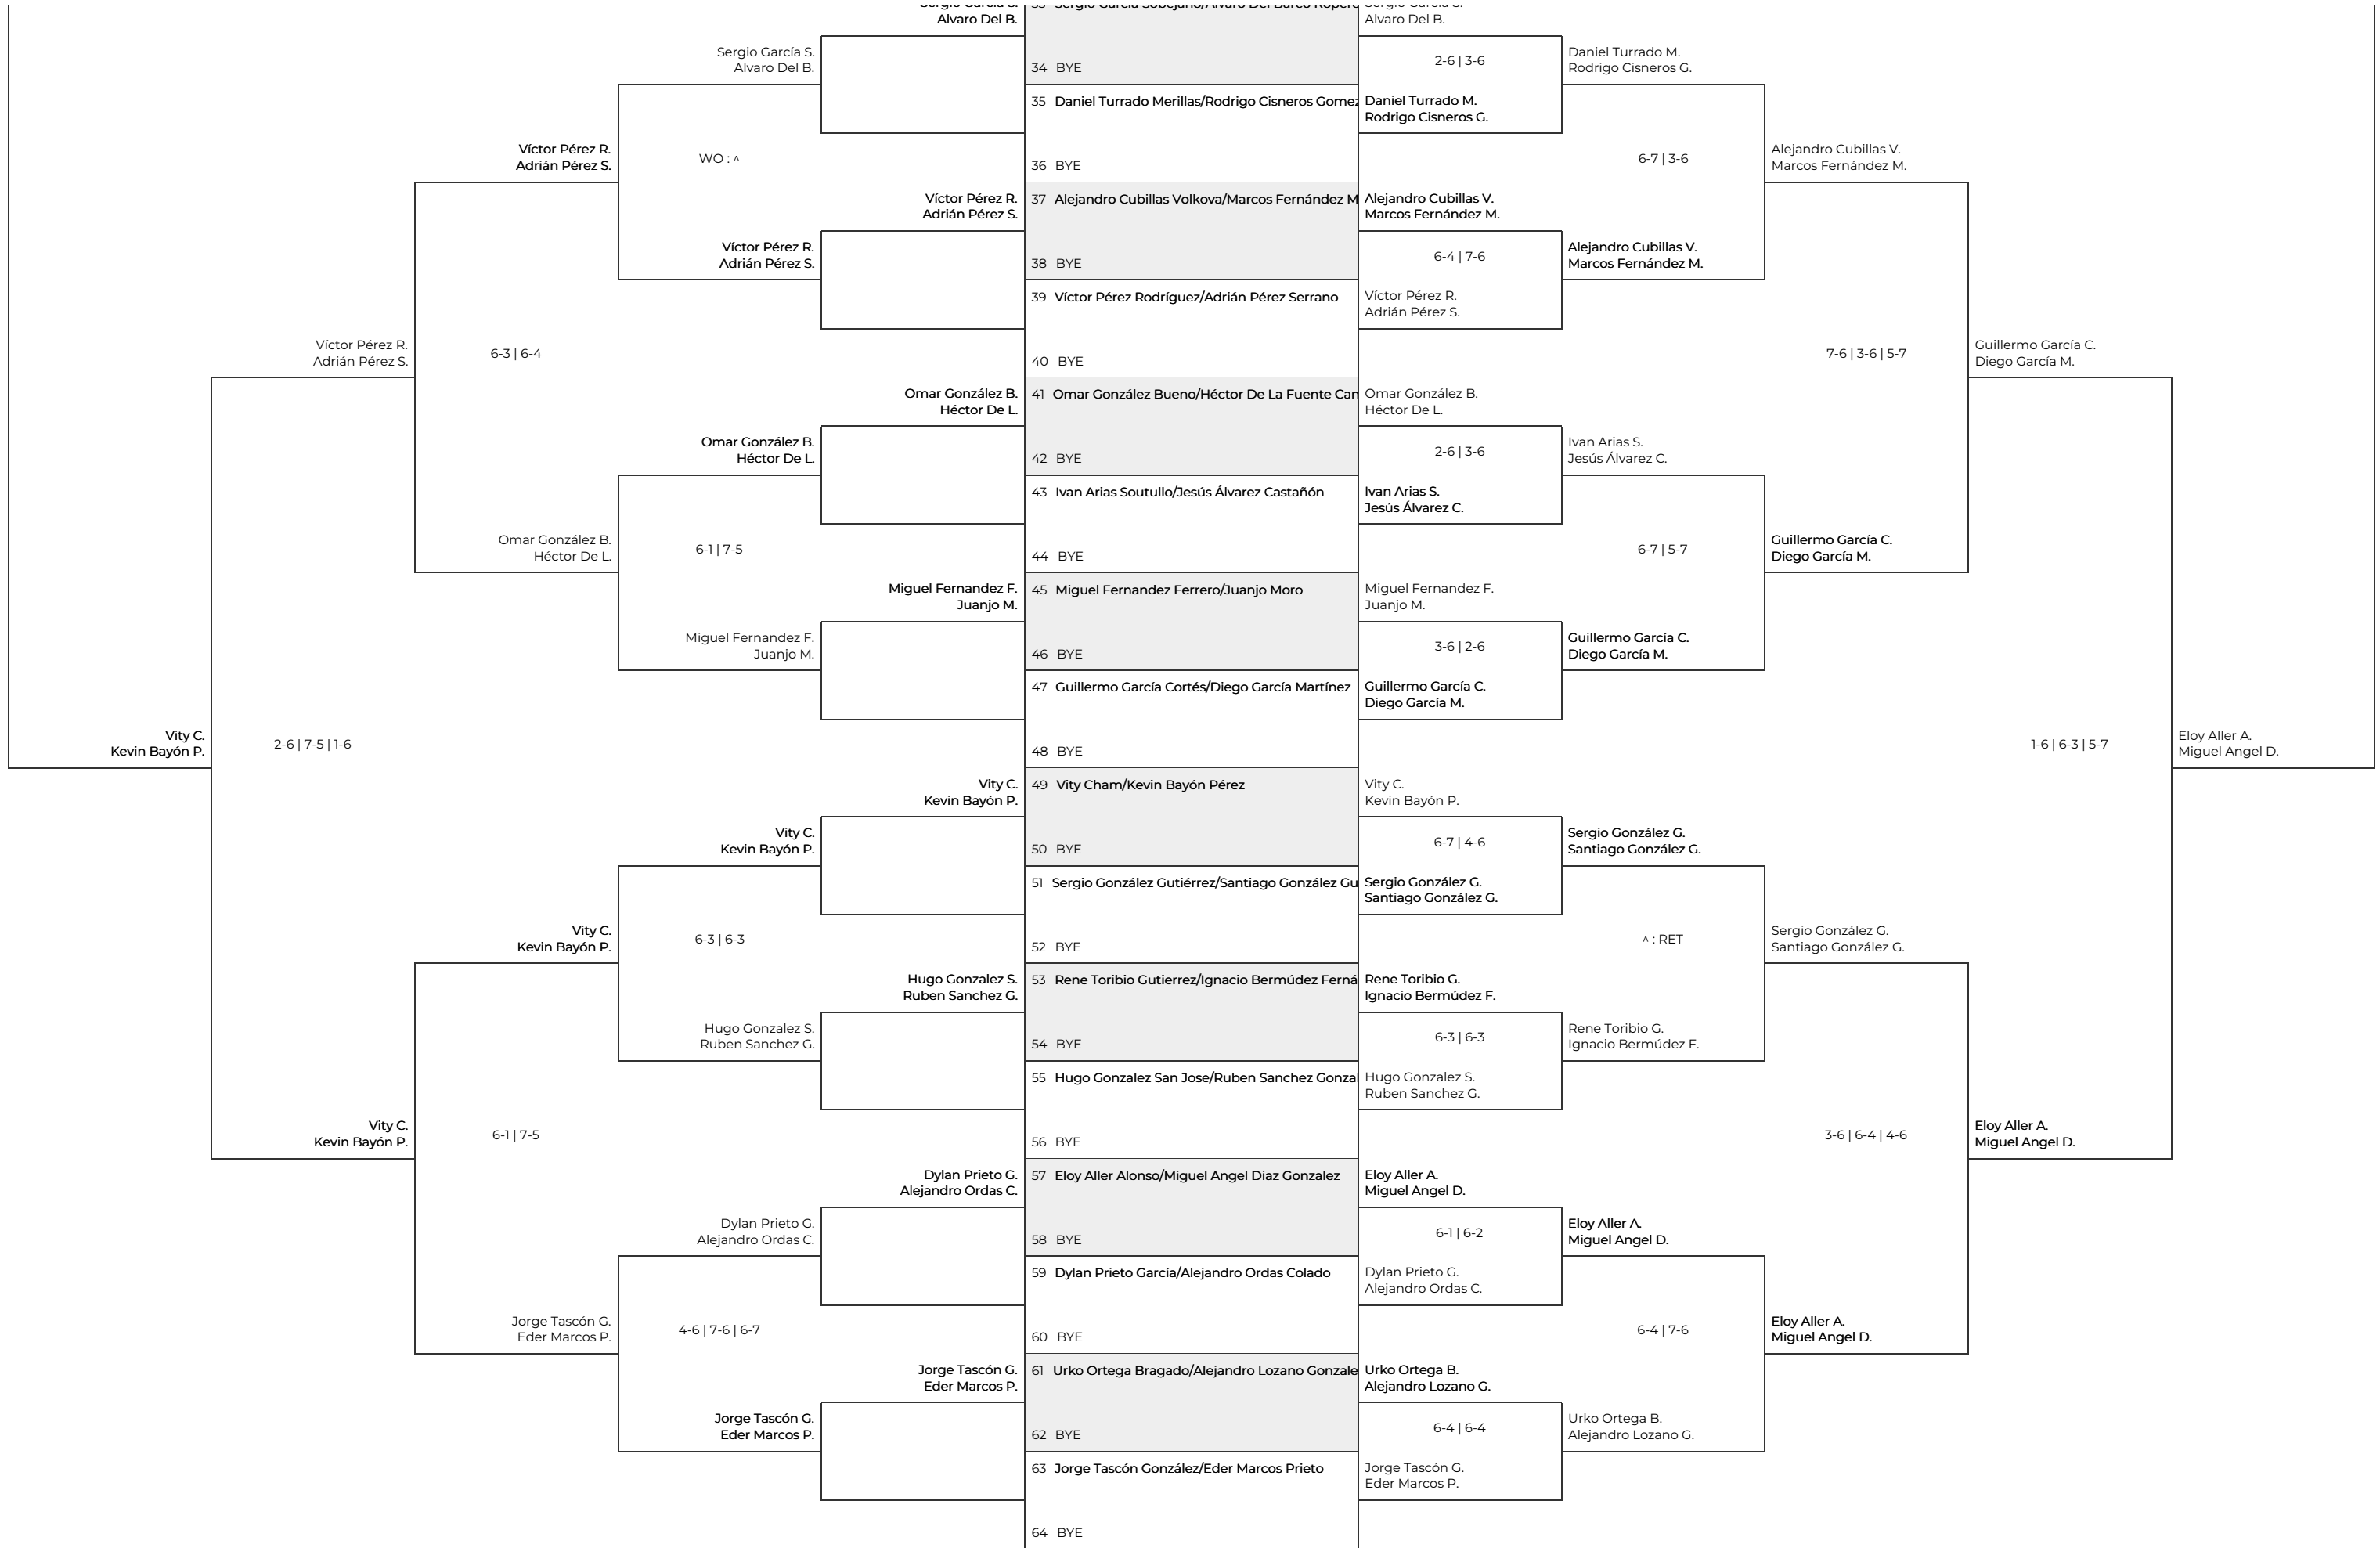 Alvaro Del B.
Alvaro Del B.
Sergio García S.
Alvaro Del B.
34 BYE
2-6 | 3-6
Daniel Turrado M.
Rodrigo Cisneros G.
35 Daniel Turrado Merillas/Rodrigo Cisneros Gomez
Daniel Turrado M.
Rodrigo Cisneros G.
Víctor Pérez R.
Adrián Pérez S.
WO : ^
36 BYE
6-7 | 3-6
Alejandro Cubillas V.
Marcos Fernández M.
Víctor Pérez R.
Adrián Pérez S.
37 Alejandro Cubillas Volkova/Marcos Fernández M
Alejandro Cubillas V.
Marcos Fernández M.
Víctor Pérez R.
Adrián Pérez S.
38 BYE
6-4 | 7-6
Alejandro Cubillas V.
Marcos Fernández M.
39 Víctor Pérez Rodríguez/Adrián Pérez Serrano
Víctor Pérez R.
Adrián Pérez S.
Víctor Pérez R.
Adrián Pérez S.
6-3 | 6-4
40 BYE
7-6 | 3-6 | 5-7
Guillermo García C.
Diego García M.
Omar González B.
Héctor De L.
41 Omar González Bueno/Héctor De La Fuente Can
Omar González B.
Héctor De L.
Omar González B.
Héctor De L.
42 BYE
2-6 | 3-6
Ivan Arias S.
Jesús Álvarez C.
43 Ivan Arias Soutullo/Jesús Álvarez Castañón
Ivan Arias S.
Jesús Álvarez C.
Omar González B.
Héctor De L.
6-1 | 7-5
44 BYE
6-7 | 5-7
Guillermo García C.
Diego García M.
Miguel Fernandez F.
Juanjo M.
45 Miguel Fernandez Ferrero/Juanjo Moro
Miguel Fernandez F.
Juanjo M.
Miguel Fernandez F.
Juanjo M.
46 BYE
3-6 | 2-6
Guillermo García C.
Diego García M.
47 Guillermo García Cortés/Diego García Martínez
Guillermo García C.
Diego García M.
Vity C.
Kevin Bayón P.
2-6 | 7-5 | 1-6
48 BYE
1-6 | 6-3 | 5-7
Eloy Aller A.
Miguel Angel D.
Vity C.
Kevin Bayón P.
49 Vity Cham/Kevin Bayón Pérez
Vity C.
Kevin Bayón P.
Vity C.
Kevin Bayón P.
50 BYE
6-7 | 4-6
Sergio González G.
Santiago González G.
51 Sergio González Gutiérrez/Santiago González Gu
Sergio González G.
Santiago González G.
Vity C.
Kevin Bayón P.
6-3 | 6-3
52 BYE
^ : RET
Sergio González G.
Santiago González G.
Hugo Gonzalez S.
Ruben Sanchez G.
53 Rene Toribio Gutierrez/Ignacio Bermúdez Ferná
Rene Toribio G.
Ignacio Bermúdez F.
Hugo Gonzalez S.
Ruben Sanchez G.
54 BYE
6-3 | 6-3
Rene Toribio G.
Ignacio Bermúdez F.
55 Hugo Gonzalez San Jose/Ruben Sanchez Gonzal
Hugo Gonzalez S.
Ruben Sanchez G.
Vity C.
Kevin Bayón P.
6-1 | 7-5
56 BYE
3-6 | 6-4 | 4-6
Eloy Aller A.
Miguel Angel D.
Dylan Prieto G.
Alejandro Ordas C.
57 Eloy Aller Alonso/Miguel Angel Diaz Gonzalez
Eloy Aller A.
Miguel Angel D.
Dylan Prieto G.
Alejandro Ordas C.
58 BYE
6-1 | 6-2
Eloy Aller A.
Miguel Angel D.
59 Dylan Prieto García/Alejandro Ordas Colado
Dylan Prieto G.
Alejandro Ordas C.
Jorge Tascón G.
Eder Marcos P.
4-6 | 7-6 | 6-7
60 BYE
6-4 | 7-6
Eloy Aller A.
Miguel Angel D.
Jorge Tascón G.
Eder Marcos P.
61 Urko Ortega Bragado/Alejandro Lozano Gonzale
Urko Ortega B.
Alejandro Lozano G.
Jorge Tascón G.
Eder Marcos P.
62 BYE
6-4 | 6-4
Urko Ortega B.
Alejandro Lozano G.
63 Jorge Tascón González/Eder Marcos Prieto
Jorge Tascón G.
Eder Marcos P.
64 BYE